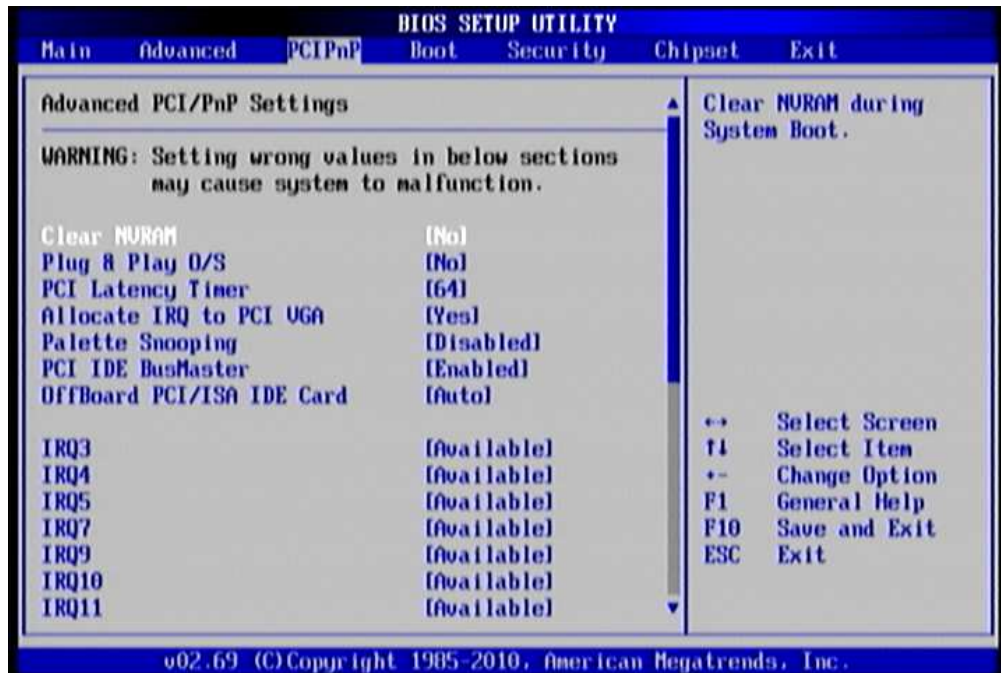 BIOS SETUP UTILITY
Main Advanced PCIPnP Boot Security Chipset Exit
Advanced PCI/PnP Settings
WARNING: Setting wrong values in below sections
may cause system to malfunction.
Clear NVRAM [No]
Plug & Play O/S [No]
PCI Latency Timer [64]
Allocate IRQ to PCI VGA [Yes]
Palette Snooping [Disabled]
PCI IDE BusMaster [Enabled]
OffBoard PCI/ISA IDE Card [Auto]
IRQ3 [Available]
IRQ4 [Available]
IRQ5 [Available]
IRQ7 [Available]
IRQ9 [Available]
IRQ10 [Available]
IRQ11 [Available]
Clear NVRAM during
System Boot.
↔ Select Screen
↑↓ Select Item
+- Change Option
F1 General Help
F10 Save and Exit
ESC Exit
v02.69 (C)Copyright 1985-2010, American Megatrends, Inc.